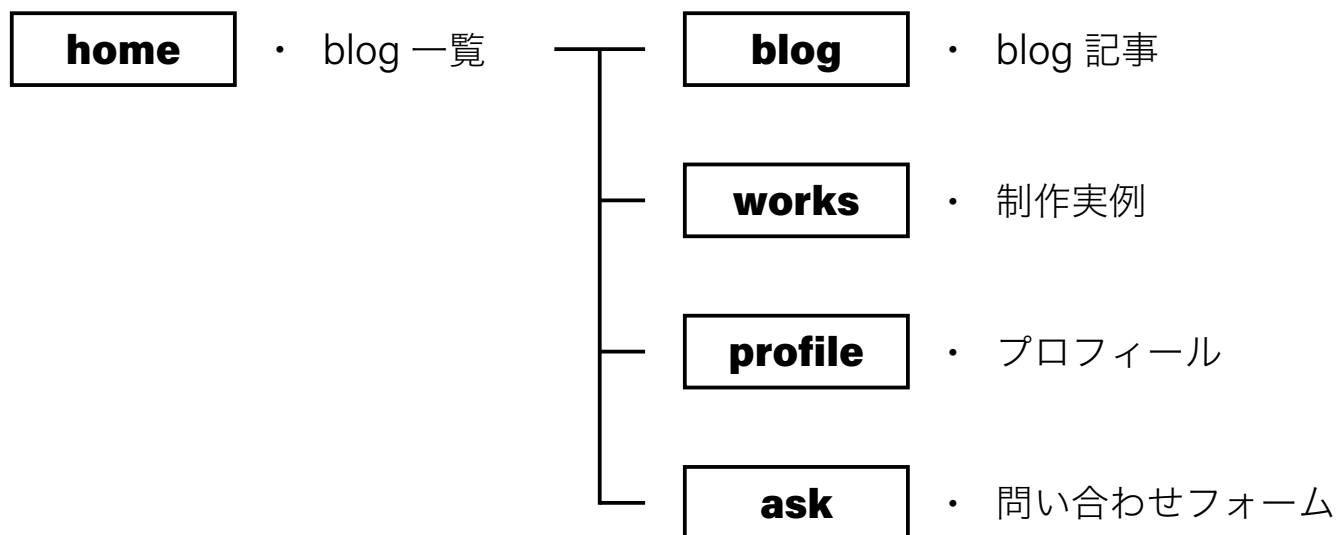 home ・ blog 一覧 blog ・ blog 記事
works ・ 制作実例
profile ・ プロフィール
ask ・ 問い合わせフォーム